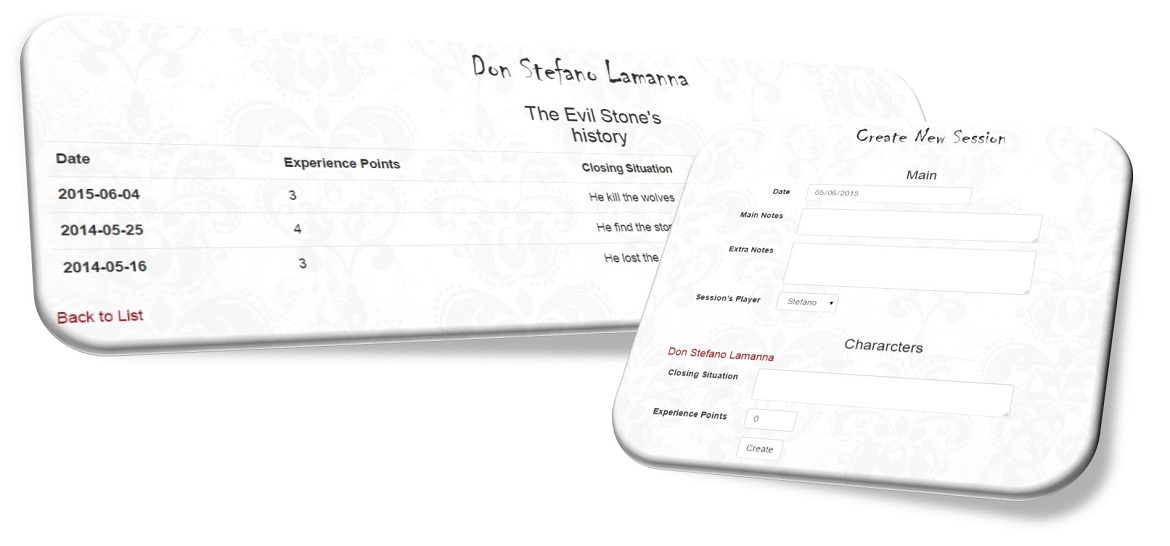 Don Stefano Lamanna
The Evil Stone's
history
Date Experience Points Closing Situation
2015-06-04 3 He kill the wolves
2014-05-25 4 He find the
2014-05-16 3 He lost the
Back to List
Create New Session
Main
Date 05/06/2015
Main Notes
Extra Notes
Session's Player Stefano
Chararcters
Don Stefano Lamanna
Closing Situation
Experience Points 0
Create